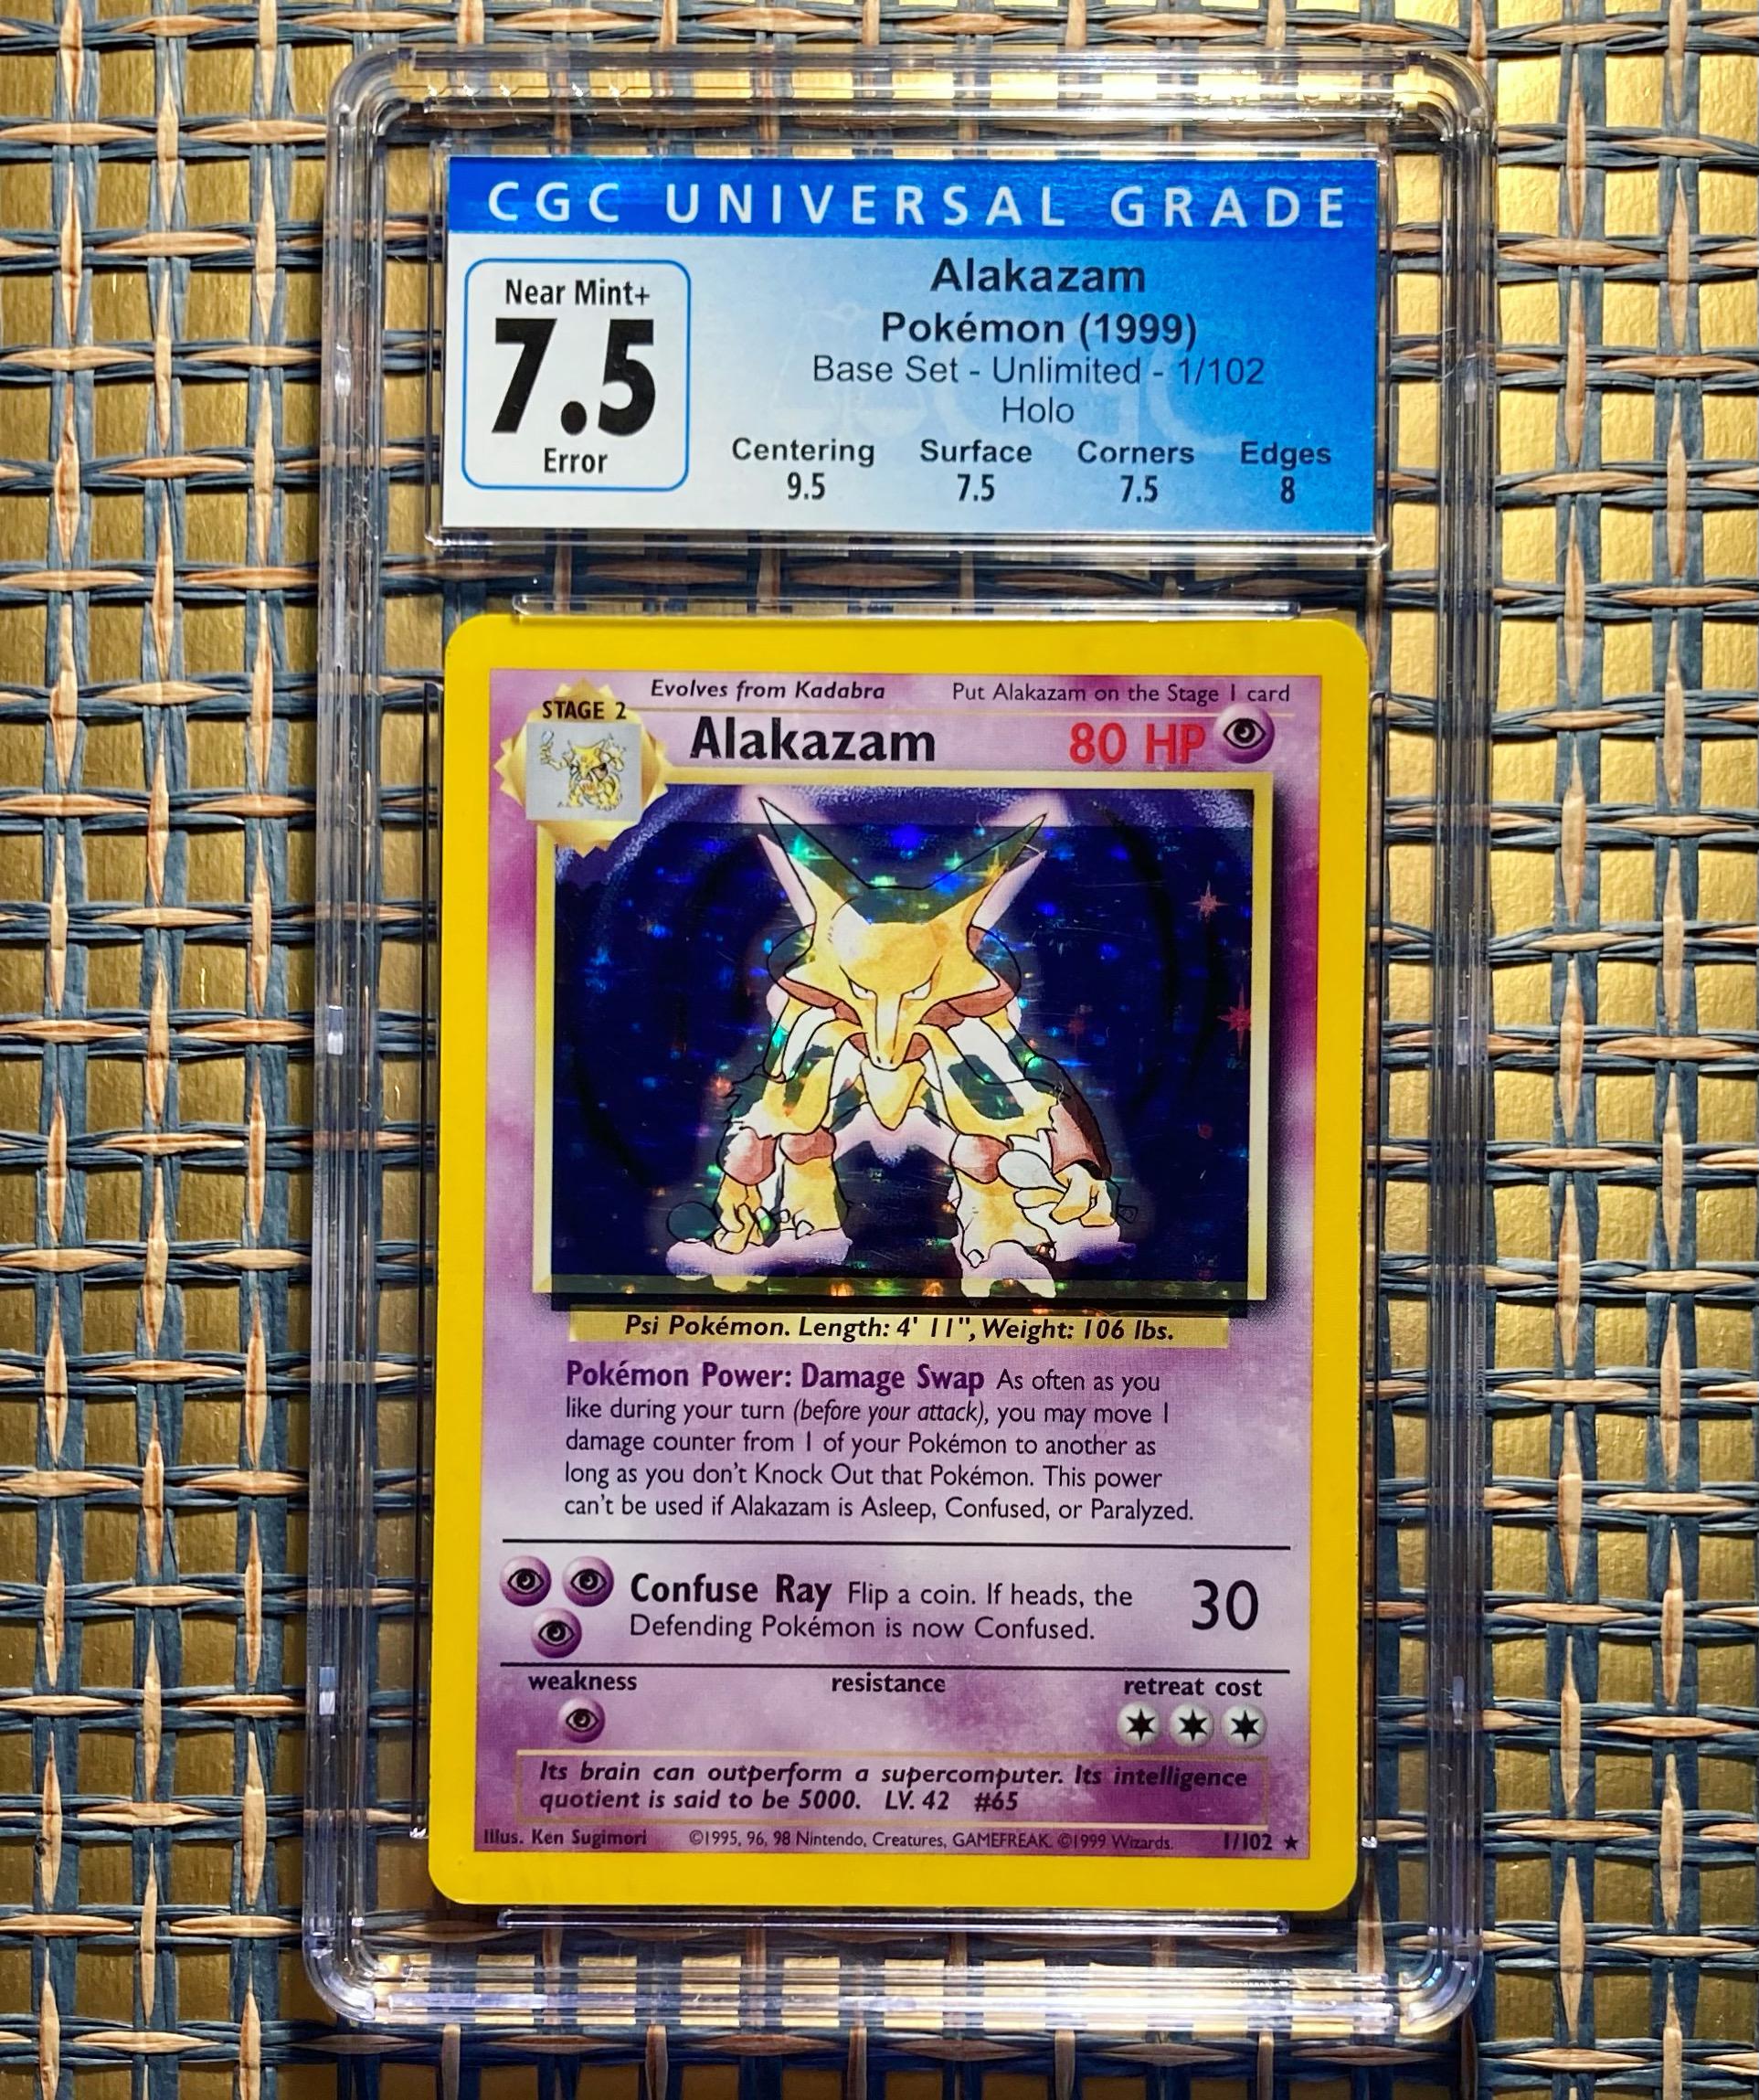 CGC UNIVERSAL GRADE
Near Mint+
7.5
Error
Alakazam
Pokémon (1999)
Base Set - Unlimited - 1/102
Holo
Centering Surface Corners Edges
9.5 7.5 7.5 8
Evolves from Kadabra Put Alakazam on the Stage 1 card
STAGE 2
Alakazam 80 HP
Psi Pokémon. Length: 4' 11", Weight: 106 lbs.
Pokémon Power: Damage Swap As often as you
like during your turn (before your attack), you may move 1
damage counter from 1 of your Pokémon to another as
long as you don't Knock Out that Pokémon. This power
can't be used if Alakazam is Asleep, Confused, or Paralyzed.
Confuse Ray Flip a coin. If heads, the
Defending Pokémon is now Confused.
30
weakness resistance retreat cost
Its brain can outperform a supercomputer. Its intelligence
quotient is said to be 5000. LV. 42 #65
Illus. Ken Sugimori ©1995, 96, 98 Nintendo, Creatures, GAMEFREAK. ©1999 Wizards. 1/102 ★